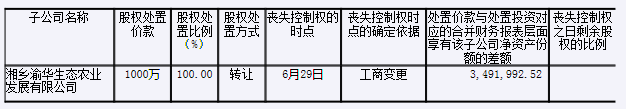 子公司名称 股权处置价款 股权处置比例(%) 股权处置方式 丧失控制权的时点 丧失控制权时点的确定依据 处置价款与处置投资对应的合并财务报表层面享有该子公司净资产份额的差额 丧失控制权之日剩余股权的比例
湘乡渝华生态农业发展有限公司 1000万 100.00 转让 6月29日 工商变更 3,491,992.52